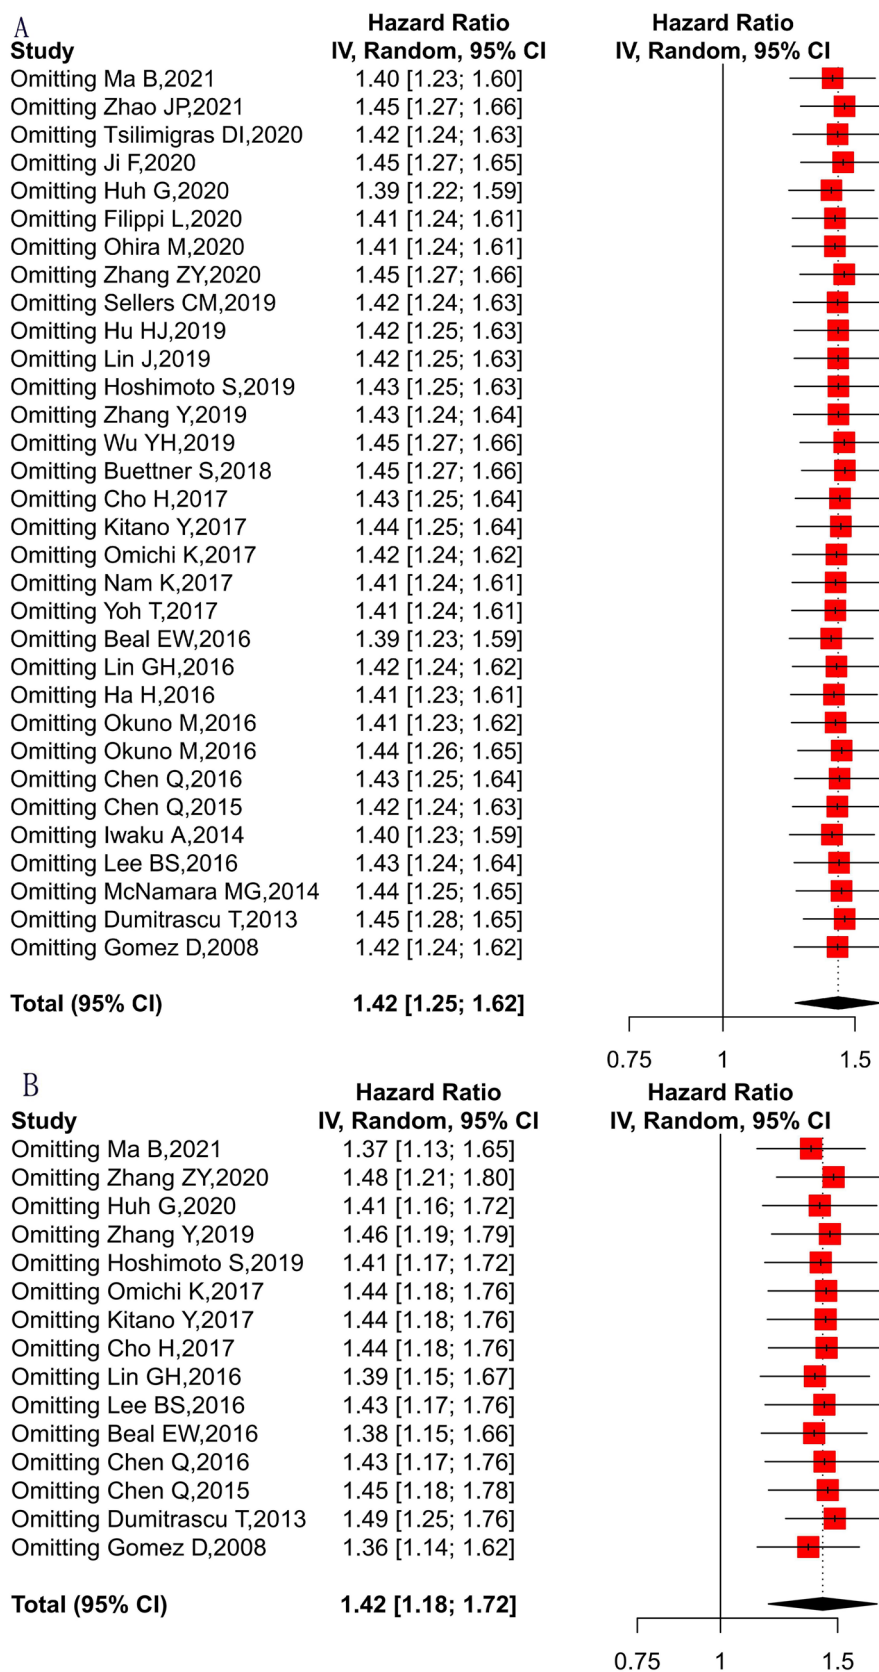 A
Hazard Ratio Hazard Ratio
Study IV, Random, 95% CI IV, Random, 95% CI
Omitting Ma B,2021 1.40 [1.23; 1.60]
Omitting Zhao JP,2021 1.45 [1.27; 1.66]
Omitting Tsilimigras DI,2020 1.42 [1.24; 1.63]
Omitting Ji F,2020 1.45 [1.27; 1.65]
Omitting Huh G,2020 1.39 [1.22; 1.59]
Omitting Filippi L,2020 1.41 [1.24; 1.61]
Omitting Ohira M,2020 1.41 [1.24; 1.61]
Omitting Zhang ZY,2020 1.45 [1.27; 1.66]
Omitting Sellers CM,2019 1.42 [1.24; 1.63]
Omitting Hu HJ,2019 1.42 [1.25; 1.63]
Omitting Lin J,2019 1.42 [1.25; 1.63]
Omitting Hoshimoto S,2019 1.43 [1.25; 1.63]
Omitting Zhang Y,2019 1.43 [1.24; 1.64]
Omitting Wu YH,2019 1.45 [1.27; 1.66]
Omitting Buettner S,2018 1.45 [1.27; 1.66]
Omitting Cho H,2017 1.43 [1.25; 1.64]
Omitting Kitano Y,2017 1.44 [1.25; 1.64]
Omitting Omichi K,2017 1.42 [1.24; 1.62]
Omitting Nam K,2017 1.41 [1.24; 1.61]
Omitting Yoh T,2017 1.41 [1.24; 1.61]
Omitting Beal EW,2016 1.39 [1.23; 1.59]
Omitting Lin GH,2016 1.42 [1.24; 1.62]
Omitting Ha H,2016 1.41 [1.23; 1.61]
Omitting Okuno M,2016 1.41 [1.23; 1.62]
Omitting Okuno M,2016 1.44 [1.26; 1.65]
Omitting Chen Q,2016 1.43 [1.25; 1.64]
Omitting Chen Q,2015 1.42 [1.24; 1.63]
Omitting Iwaku A,2014 1.40 [1.23; 1.59]
Omitting Lee BS,2016 1.43 [1.24; 1.64]
Omitting McNamara MG,2014 1.44 [1.25; 1.65]
Omitting Dumitrascu T,2013 1.45 [1.28; 1.65]
Omitting Gomez D,2008 1.42 [1.24; 1.62]
Total (95% CI) 1.42 [1.25; 1.62]
0.75 1 1.5
B
Hazard Ratio Hazard Ratio
Study IV, Random, 95% CI IV, Random, 95% CI
Omitting Ma B,2021 1.37 [1.13; 1.65]
Omitting Zhang ZY,2020 1.48 [1.21; 1.80]
Omitting Huh G,2020 1.41 [1.16; 1.72]
Omitting Zhang Y,2019 1.46 [1.19; 1.79]
Omitting Hoshimoto S,2019 1.41 [1.17; 1.72]
Omitting Omichi K,2017 1.44 [1.18; 1.76]
Omitting Kitano Y,2017 1.44 [1.18; 1.76]
Omitting Cho H,2017 1.44 [1.18; 1.76]
Omitting Lin GH,2016 1.39 [1.15; 1.67]
Omitting Lee BS,2016 1.43 [1.17; 1.76]
Omitting Beal EW,2016 1.38 [1.15; 1.66]
Omitting Chen Q,2016 1.43 [1.17; 1.76]
Omitting Chen Q,2015 1.45 [1.18; 1.78]
Omitting Dumitrascu T,2013 1.49 [1.25; 1.76]
Omitting Gomez D,2008 1.36 [1.14; 1.62]
Total (95% CI) 1.42 [1.18; 1.72]
0.75 1 1.5